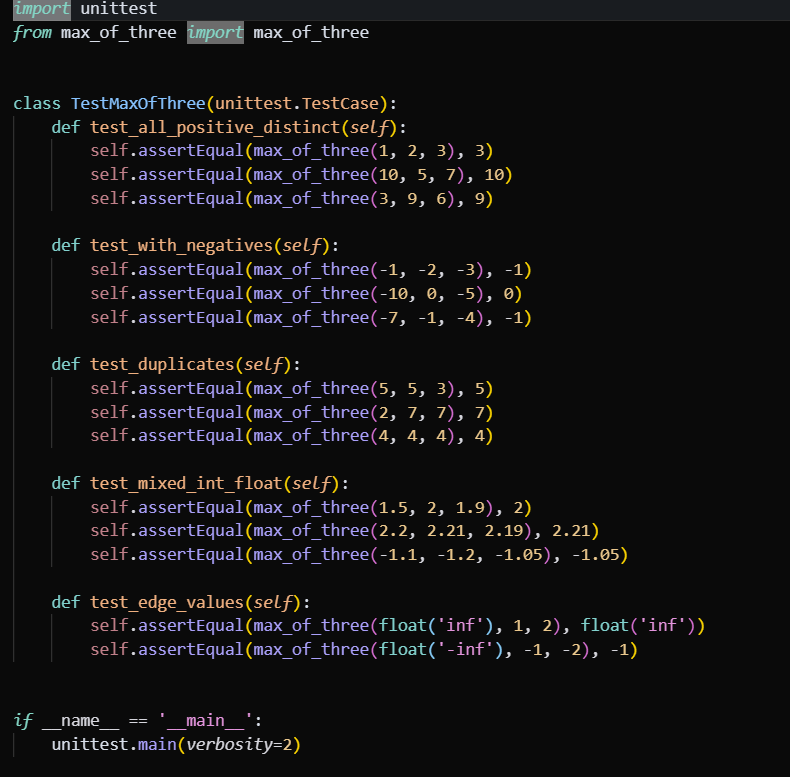 import unittest
from max_of_three import max_of_three
class TestMaxOfThree(unittest.TestCase):
    def test_all_positive_distinct(self):
        self.assertEqual(max_of_three(1, 2, 3), 3)
        self.assertEqual(max_of_three(10, 5, 7), 10)
        self.assertEqual(max_of_three(3, 9, 6), 9)
    def test_with_negatives(self):
        self.assertEqual(max_of_three(-1, -2, -3), -1)
        self.assertEqual(max_of_three(-10, 0, -5), 0)
        self.assertEqual(max_of_three(-7, -1, -4), -1)
    def test_duplicates(self):
        self.assertEqual(max_of_three(5, 5, 3), 5)
        self.assertEqual(max_of_three(2, 7, 7), 7)
        self.assertEqual(max_of_three(4, 4, 4), 4)
    def test_mixed_int_float(self):
        self.assertEqual(max_of_three(1.5, 2, 1.9), 2)
        self.assertEqual(max_of_three(2.2, 2.21, 2.19), 2.21)
        self.assertEqual(max_of_three(-1.1, -1.2, -1.05), -1.05)
    def test_edge_values(self):
        self.assertEqual(max_of_three(float('inf'), 1, 2), float('inf'))
        self.assertEqual(max_of_three(float('-inf'), -1, -2), -1)
if __name__ == '__main__':
    unittest.main(verbosity=2)